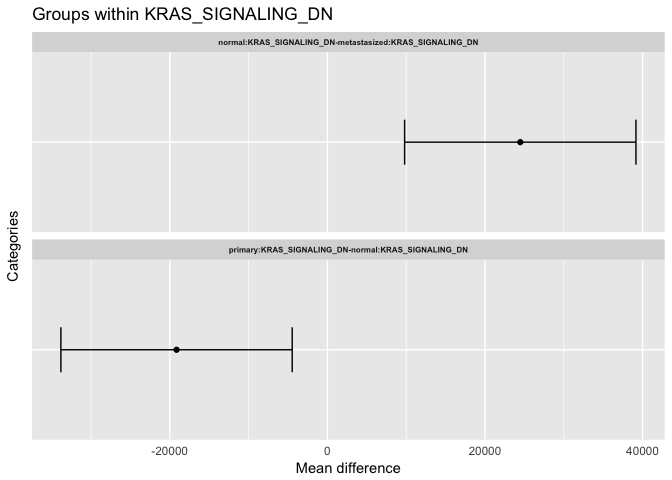 Groups within KRAS_SIGNALING_DN
normal:KRAS_SIGNALING_DN-metastasized:KRAS_SIGNALING_DN
primary:KRAS_SIGNALING_DN-normal:KRAS_SIGNALING_DN
Categories
-20000 0 20000 40000
Mean difference